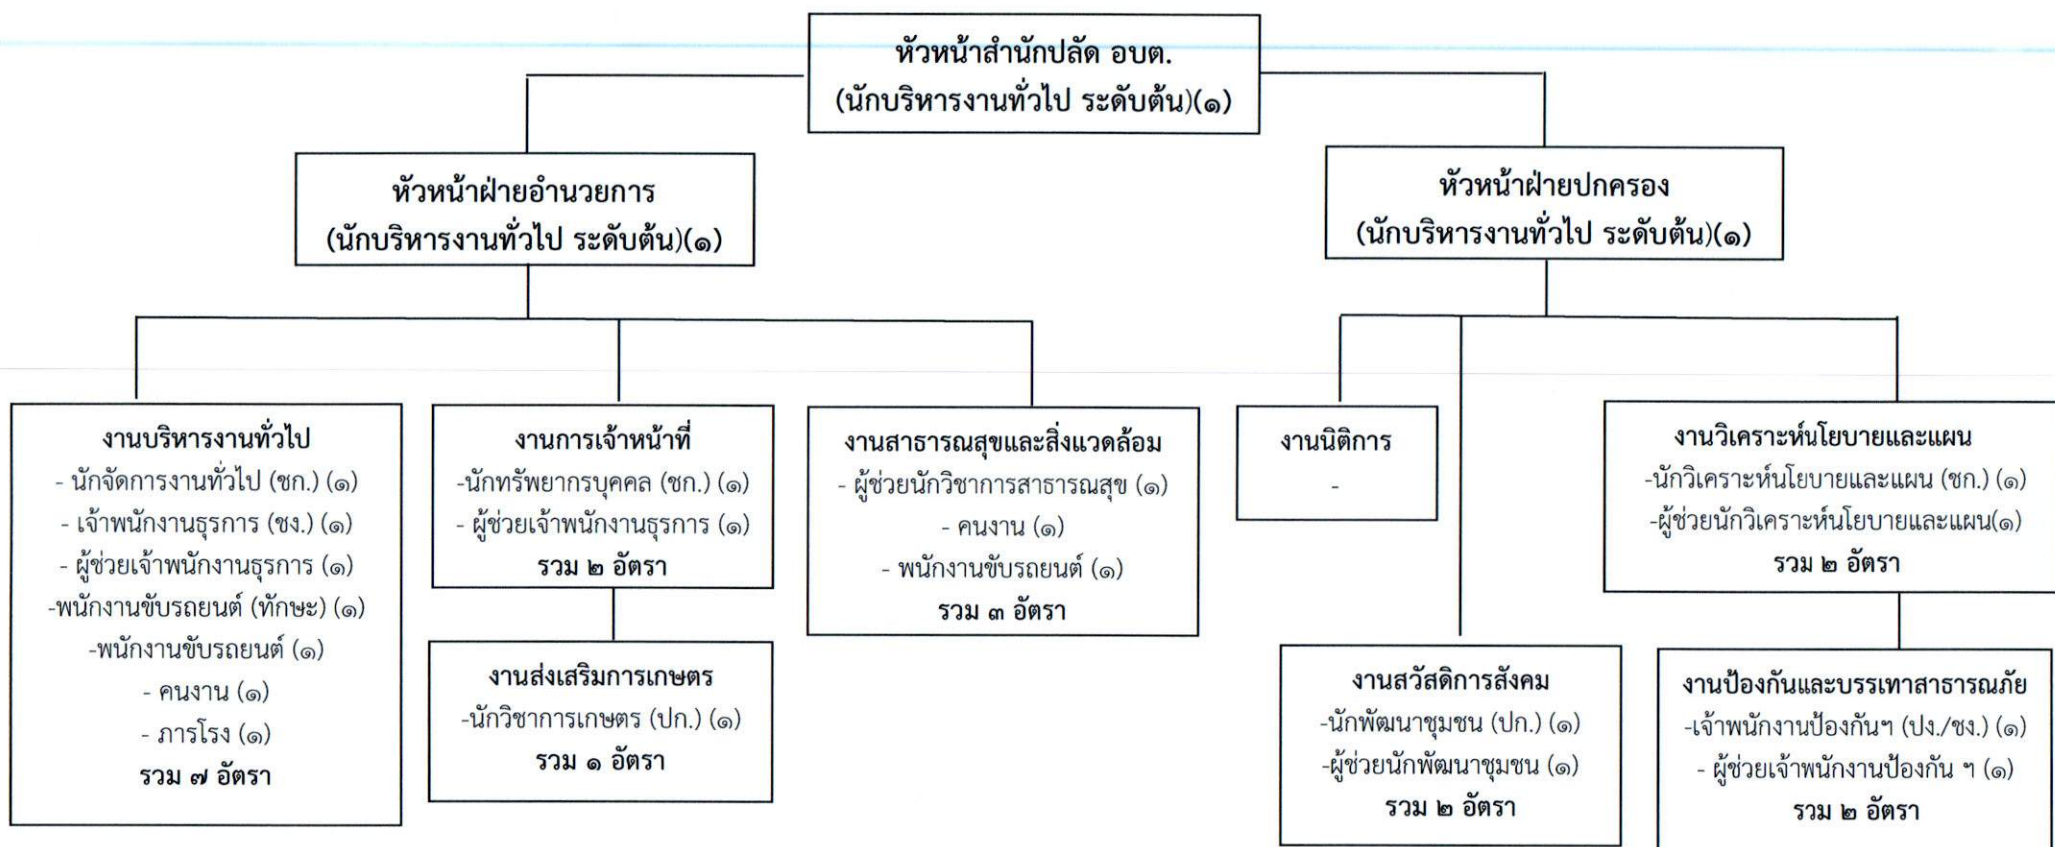 หัวหน้าสำนักปลัด อบต.
(นักบริหารงานทั่วไป ระดับต้น)(๑)
หัวหน้าฝ่ายอำนวยการ
(นักบริหารงานทั่วไป ระดับต้น)(๑)
หัวหน้าฝ่ายปกครอง
(นักบริหารงานทั่วไป ระดับต้น)(๑)
งานบริหารงานทั่วไป
- นักจัดการงานทั่วไป (ชก.) (๑)
- เจ้าพนักงานธุรการ (ชง.) (๑)
- ผู้ช่วยเจ้าพนักงานธุรการ (๑)
-พนักงานขับรถยนต์ (ทักษะ) (๑)
-พนักงานขับรถยนต์ (๑)
- คนงาน (๑)
- ภารโรง (๑)
รวม ๗ อัตรา
งานการเจ้าหน้าที่
-นักทรัพยากรบุคคล (ชก.) (๑)
- ผู้ช่วยเจ้าพนักงานธุรการ (๑)
รวม ๒ อัตรา
งานส่งเสริมการเกษตร
-นักวิชาการเกษตร (ปก.) (๑)
รวม ๑ อัตรา
งานสาธารณสุขและสิ่งแวดล้อม
- ผู้ช่วยนักวิชาการสาธารณสุข (๑)
- คนงาน (๑)
- พนักงานขับรถยนต์ (๑)
รวม ๓ อัตรา
งานนิติการ
-
งานสวัสดิการสังคม
-นักพัฒนาชุมชน (ปก.) (๑)
-ผู้ช่วยนักพัฒนาชุมชน (๑)
รวม ๒ อัตรา
งานวิเคราะห์นโยบายและแผน
-นักวิเคราะห์นโยบายและแผน (ชก.) (๑)
-ผู้ช่วยนักวิเคราะห์นโยบายและแผน(๑)
รวม ๒ อัตรา
งานป้องกันและบรรเทาสาธารณภัย
-เจ้าพนักงานป้องกันฯ (ปง./ชง.) (๑)
- ผู้ช่วยเจ้าพนักงานป้องกัน ฯ (๑)
รวม ๒ อัตรา